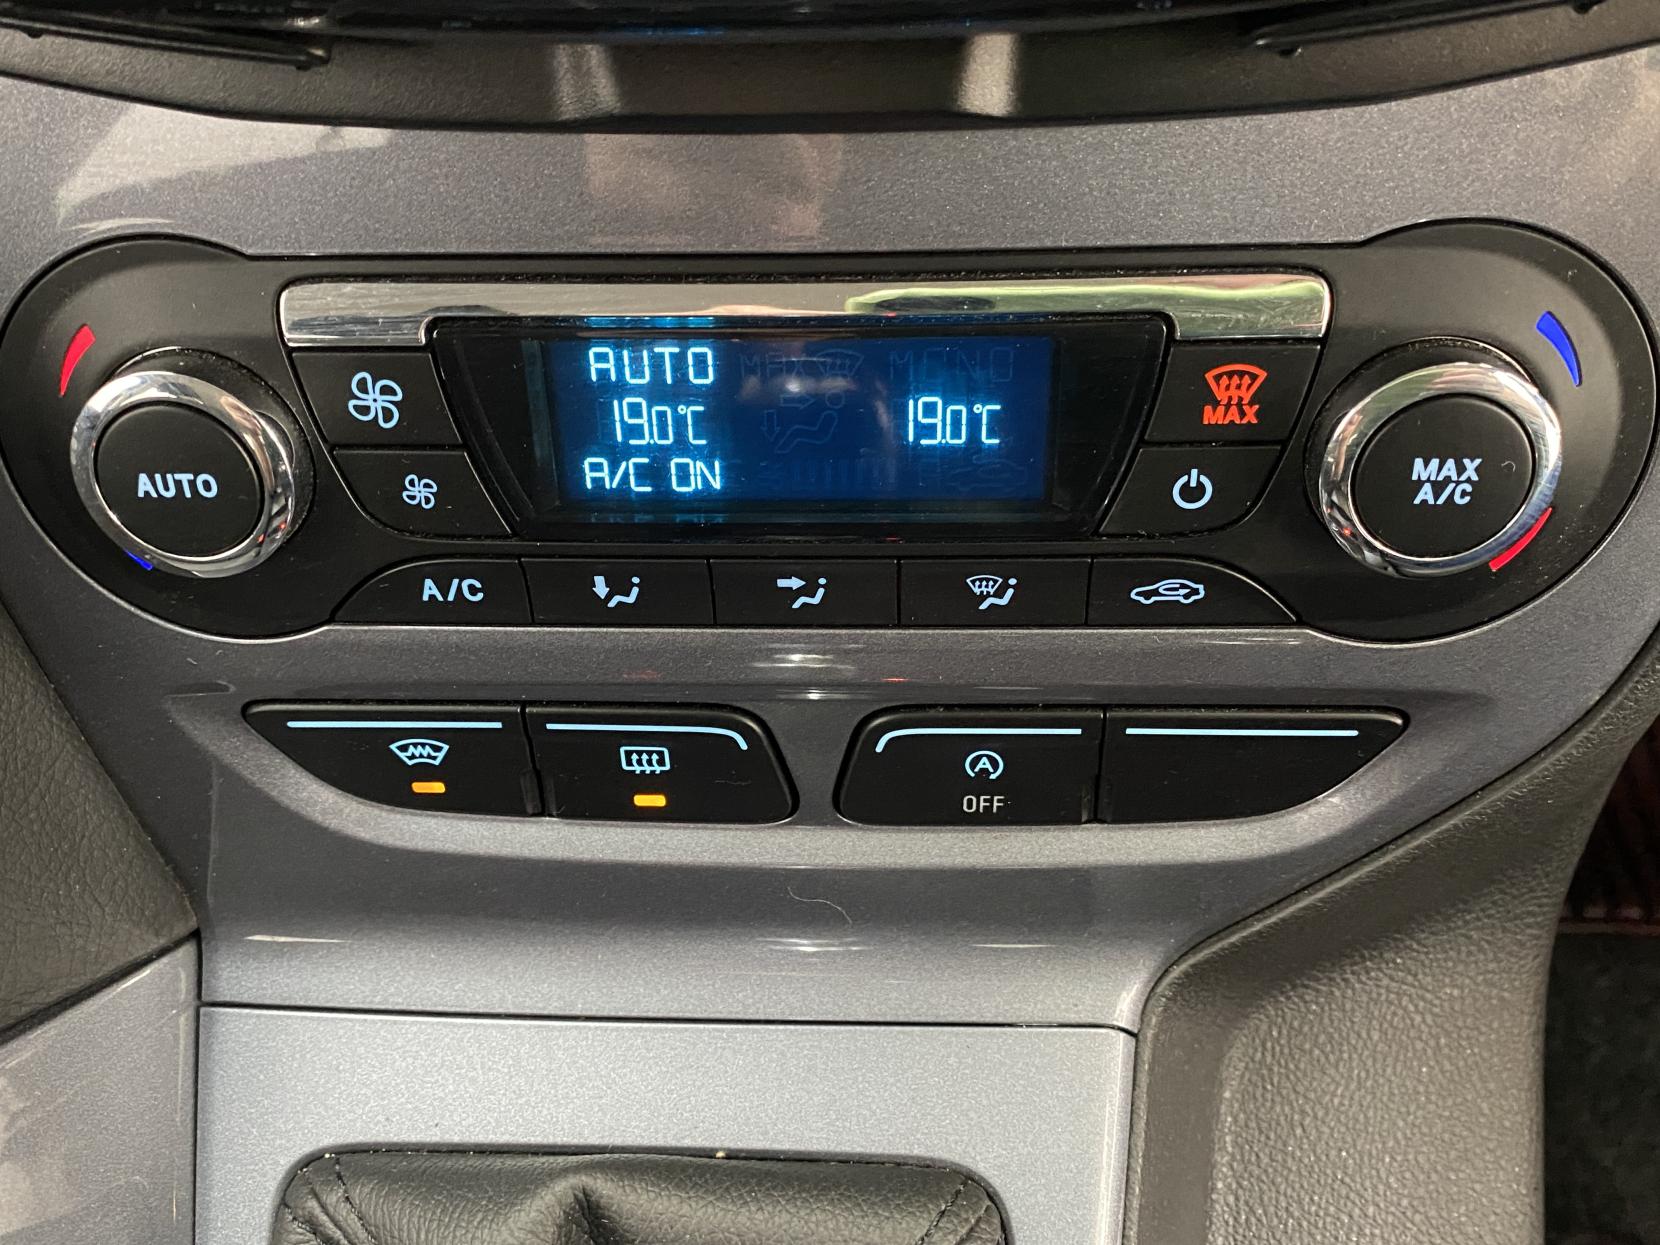 AUTO
19.0°C 19.0°C
A/C ON
AUTO
MAX
MAX
A/C
A/C
A
OFF